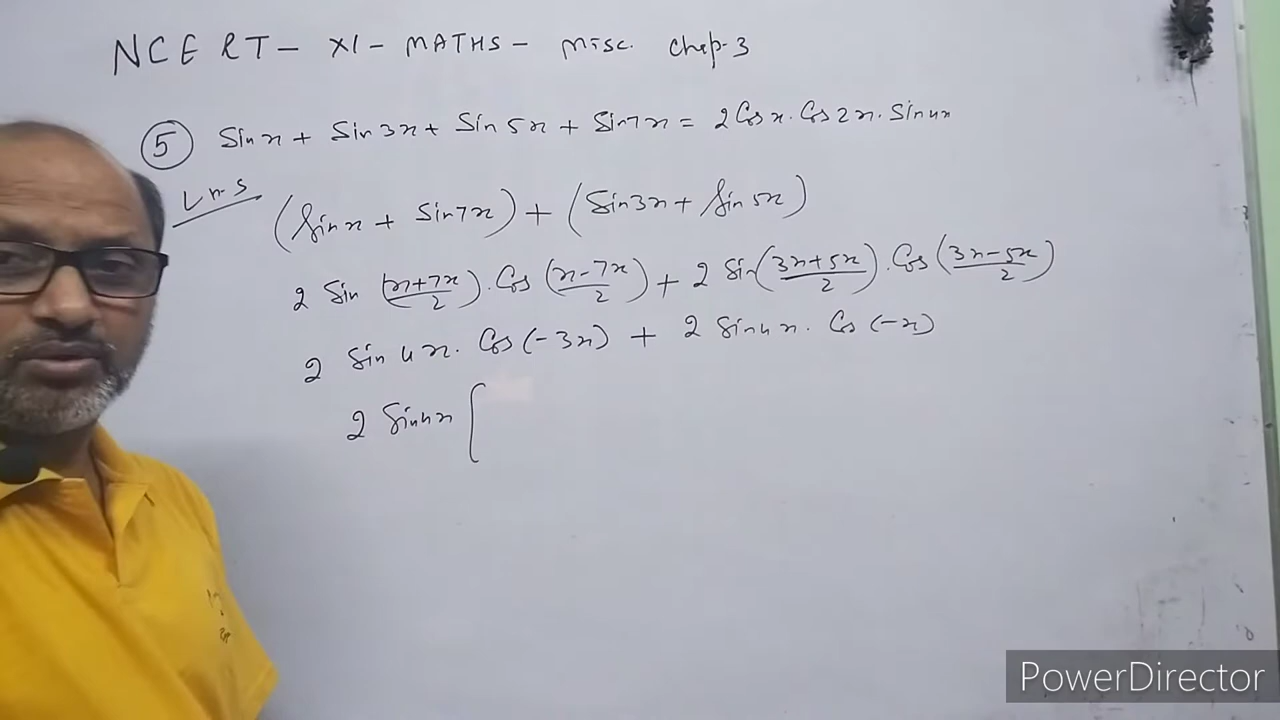 NCERT - XI - MATHS - Misc. Chap-3
5 Sin x + Sin 3x + Sin 5x + Sin 7x = 2 Cos x. Cos 2x. Sin 4x
L.H.S (Sin x + Sin 7x) + (Sin 3x + Sin 5x)
2 Sin (x+7x/2). Cos (x-7x/2) + 2 Sin (3x+5x/2). Cos (3x-5x/2)
2 Sin 4x. Cos (-3x) + 2 Sin 4x. Cos (-x)
2 Sin 4x [
PowerDirector